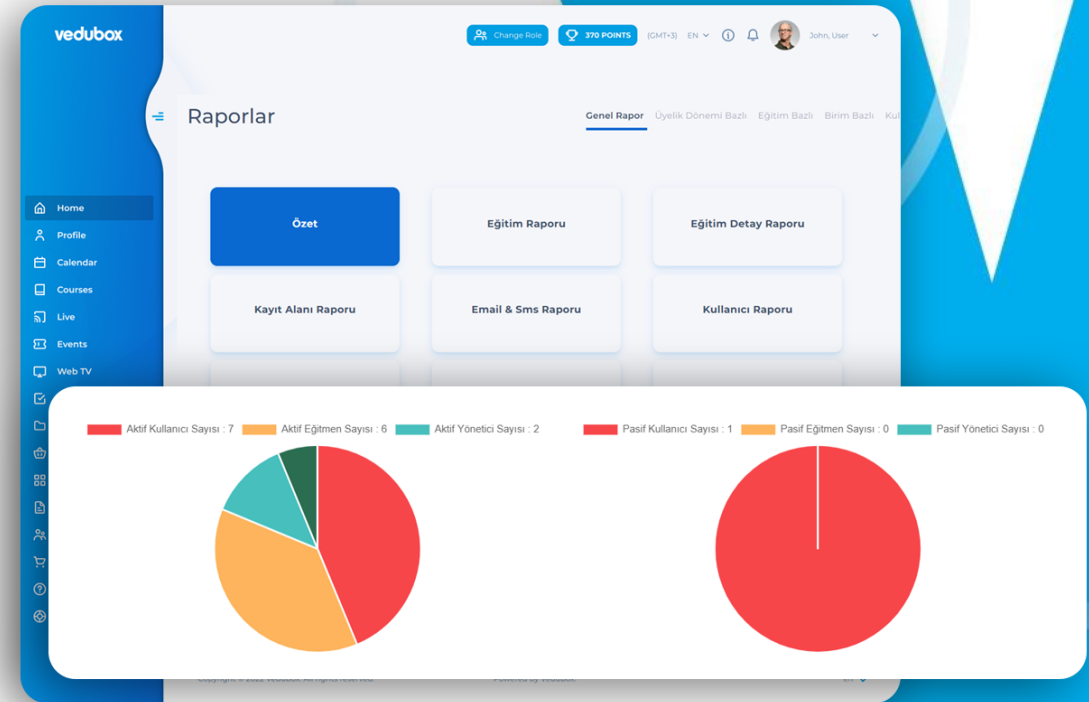 vedubox
Change Role
370 POINTS
(GMT+3) EN
John, User
Raporlar
Genel Rapor Üyelik Dönemi Bazlı Eğitim Bazlı Birim Bazlı Kul
Home
Profile
Calendar
Courses
Live
Events
Web TV
Özet
Eğitim Raporu
Eğitim Detay Raporu
Kayıt Alanı Raporu
Email & Sms Raporu
Kullanıcı Raporu
Aktif Kullanıcı Sayısı : 7 Aktif Eğitmen Sayısı : 6 Aktif Yönetici Sayısı : 2
Pasif Kullanıcı Sayısı : 1 Pasif Eğitmen Sayısı : 0 Pasif Yönetici Sayısı : 0